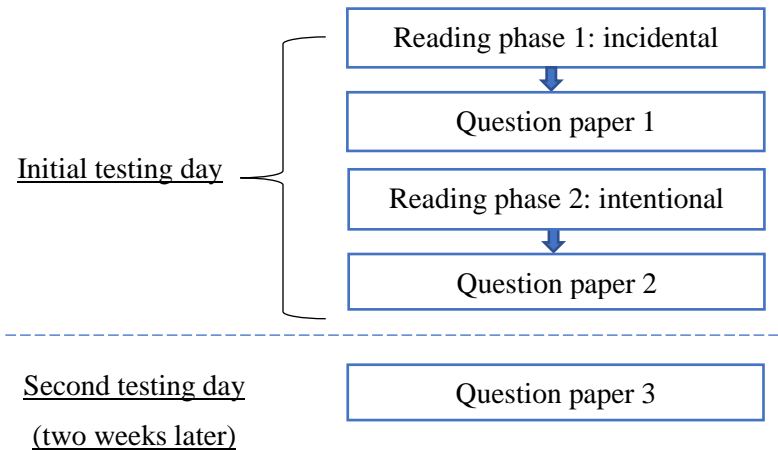 Reading phase 1: incidental
Question paper 1
Initial testing day
Reading phase 2: intentional
Question paper 2
Second testing day
(two weeks later)
Question paper 3